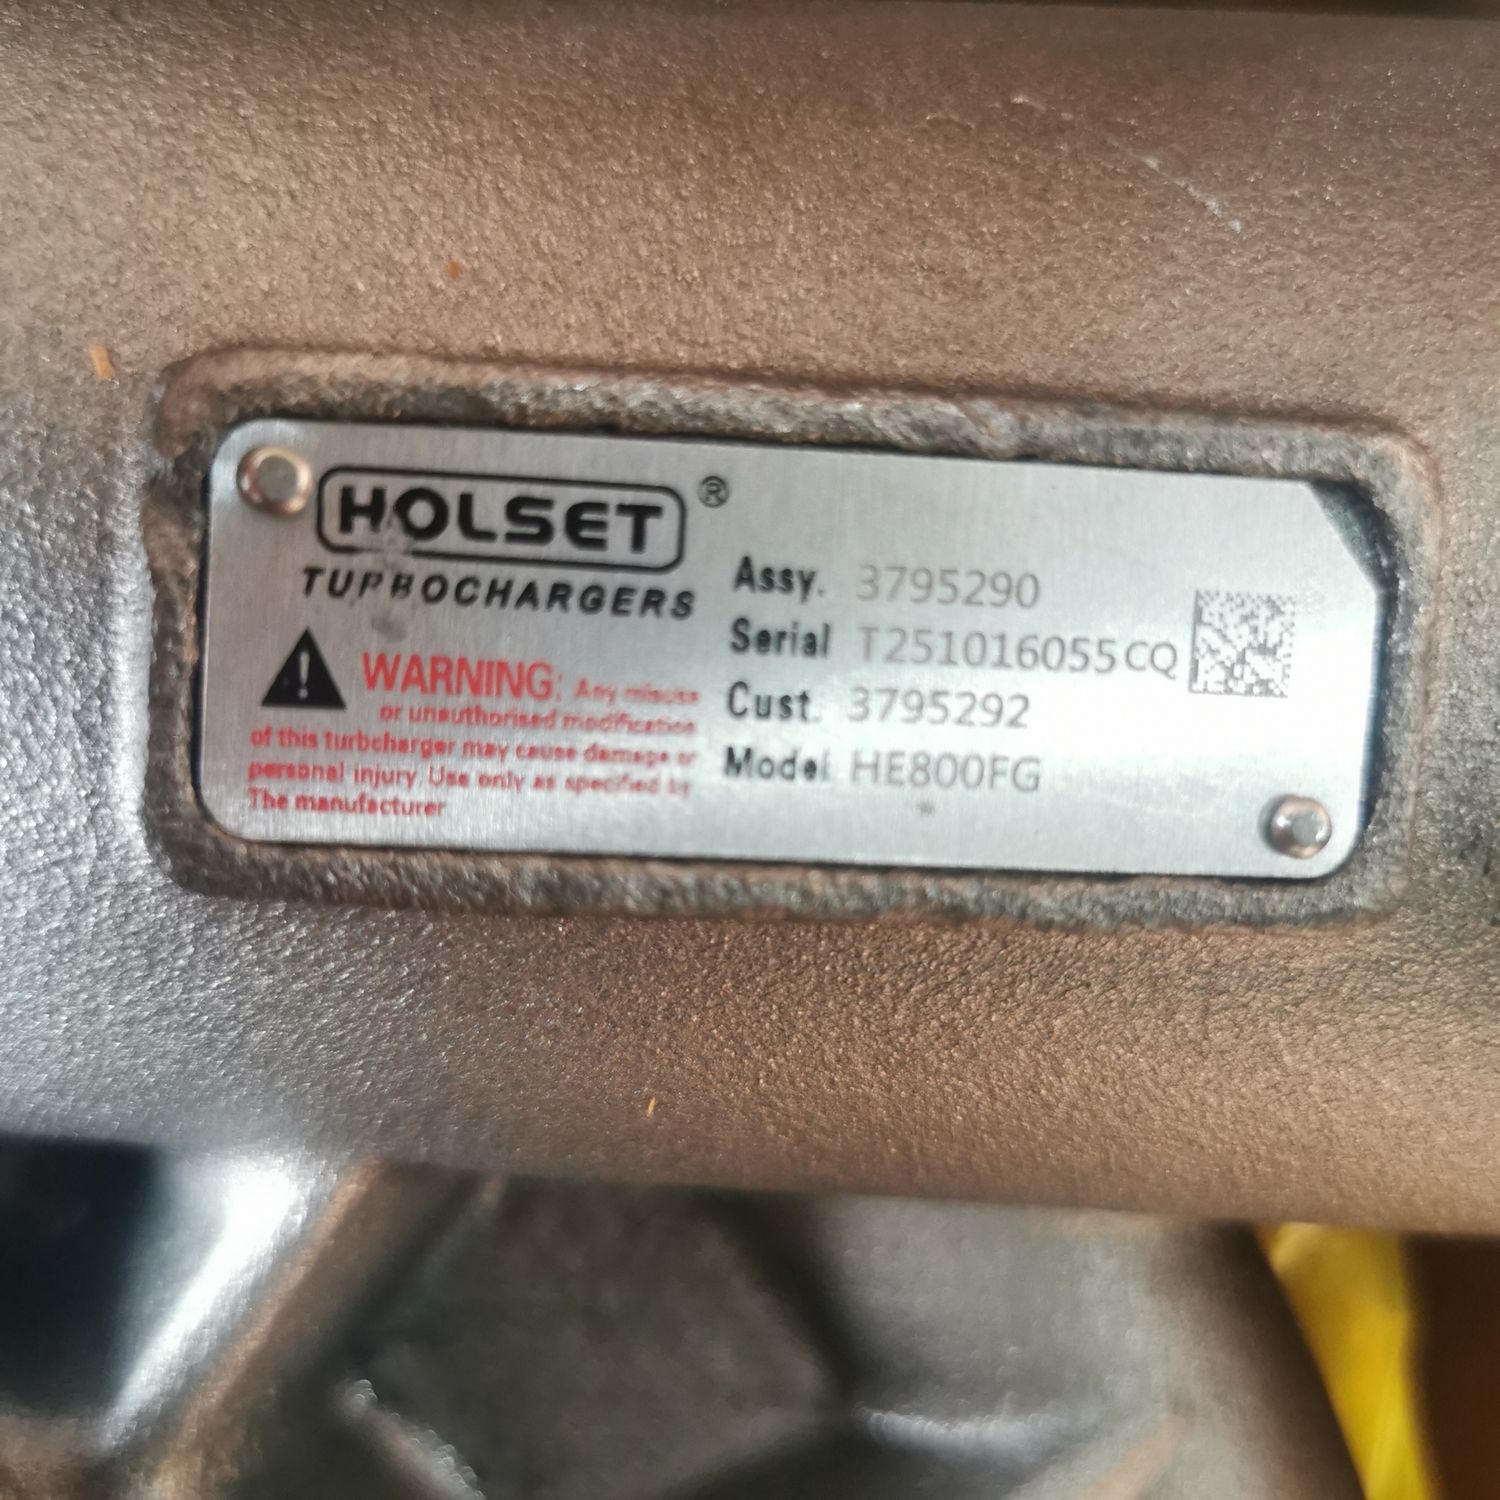 HOLSET®
TURBOCHARGERS
WARNING: Any misuse
or unauthorised modification
of this turbcharger may cause damage or
personal injury. Use only as specified by
The manufacturer
Assy. 3795290
Serial T251016055CQ
Cust. 3795292
Model HE800FG